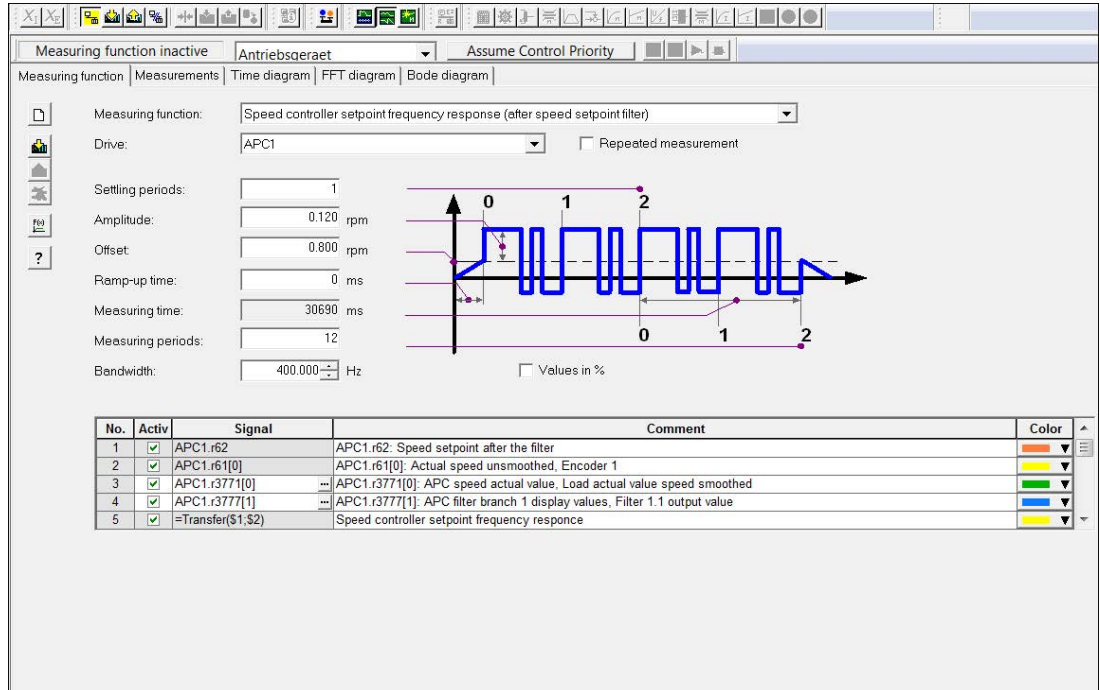 Measuring function inactive Antriebsgeraet Assume Control Priority
Measuring function Measurements Time diagram FFT diagram Bode diagram
Measuring function: Speed controller setpoint frequency response (after speed setpoint filter)
Drive: APC1 Repeated measurement
Settling periods: 1
Amplitude: 0.120 rpm
Offset: 0.800 rpm
Ramp-up time: 0 ms
Measuring time: 30690 ms
Measuring periods: 12
Bandwidth: 400.000 Hz
0 1 2
0 1 2
Values in %
No. Activ Signal Comment Color
1 APC1.r62 APC1.r62: Speed setpoint after the filter
2 APC1.r61[0] APC1.r61[0]: Actual speed unsmoothed, Encoder 1
3 APC1.r3771[0] ... APC1.r3771[0]: APC speed actual value, Load actual value speed smoothed
4 APC1.r3777[1] ... APC1.r3777[1]: APC filter branch 1 display values, Filter 1.1 output value
5 =Transfer($1;$2) Speed controller setpoint frequency responce